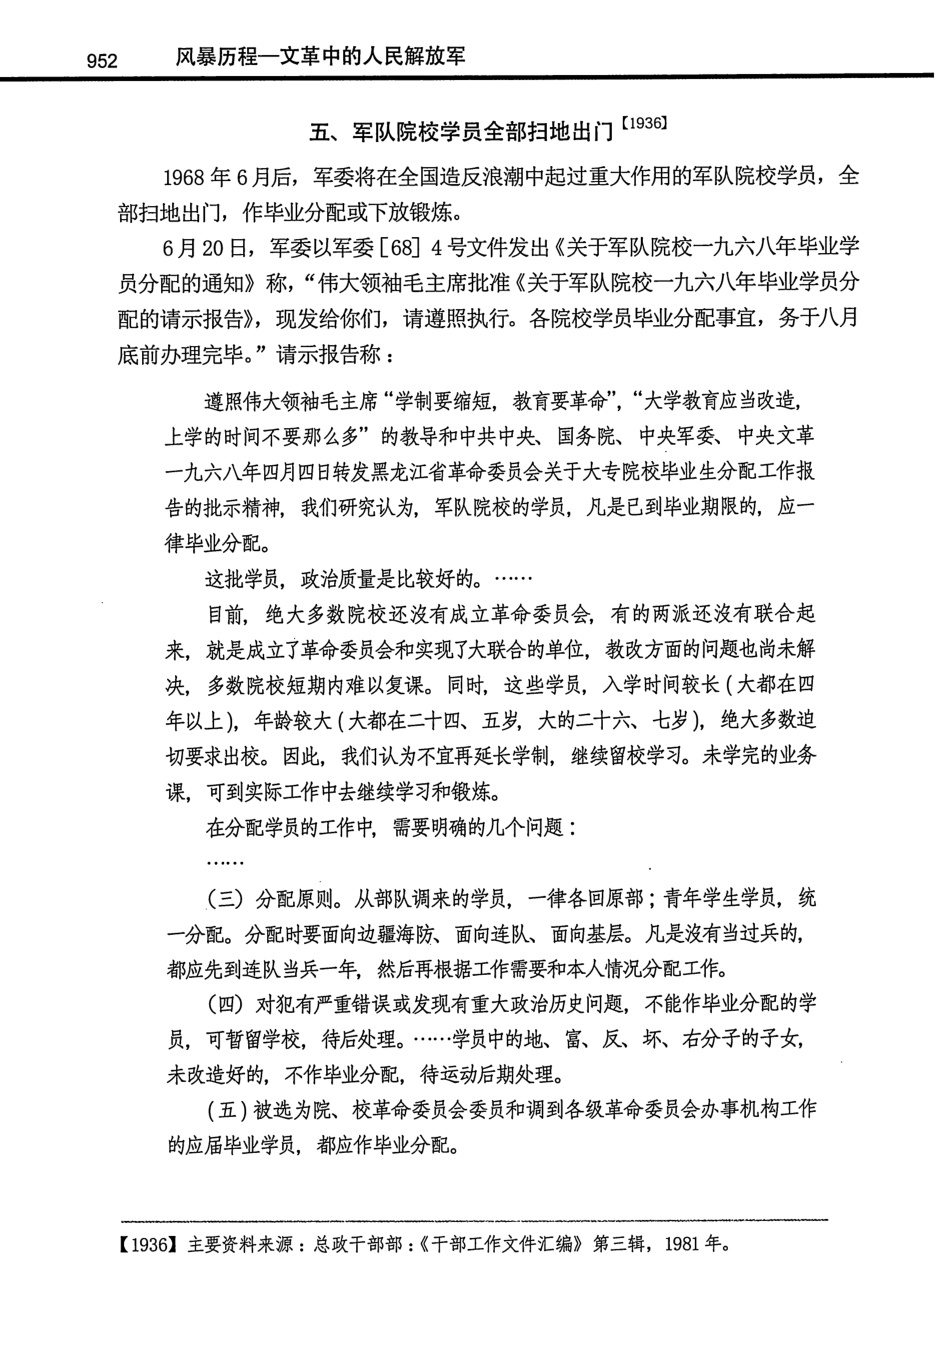 952 风暴历程—文革中的人民解放军
五、军队院校学员全部扫地出门【1936】
1968 年 6 月后，军委将在全国造反浪潮中起过重大作用的军队院校学员，全
部扫地出门，作毕业分配或下放锻炼。
6 月 20 日，军委以军委［68］4 号文件发出《关于军队院校一九六八年毕业学
员分配的通知》称，“伟大领袖毛主席批准《关于军队院校一九六八年毕业学员分
配的请示报告》，现发给你们，请遵照执行。各院校学员毕业分配事宜，务于八月
底前办理完毕。”请示报告称：
遵照伟大领袖毛主席“学制要缩短，教育要革命”，“大学教育应当改造，
上学的时间不要那么多”的教导和中共中央、国务院、中央军委、中央文革
一九六八年四月四日转发黑龙江省革命委员会关于大专院校毕业生分配工作报
告的批示精神，我们研究认为，军队院校的学员，凡是已到毕业期限的，应一
律毕业分配。
这批学员，政治质量是比较好的。……
目前，绝大多数院校还没有成立革命委员会，有的两派还没有联合起
来，就是成立了革命委员会和实现了大联合的单位，教改方面的问题也尚未解
决，多数院校短期内难以复课。同时，这些学员，入学时间较长（大都在四
年以上），年龄较大（大都在二十四、五岁，大的二十六、七岁），绝大多数迫
切要求出校。因此，我们认为不宜再延长学制，继续留校学习。未学完的业务
课，可到实际工作中去继续学习和锻炼。
在分配学员的工作中，需要明确的几个问题：
……
（三）分配原则。从部队调来的学员，一律各回原部；青年学生学员，统
一分配。分配时要面向边疆海防、面向连队、面向基层。凡是没有当过兵的，
都应先到连队当兵一年，然后再根据工作需要和本人情况分配工作。
（四）对犯有严重错误或发现有重大政治历史问题，不能作毕业分配的学
员，可暂留学校，待后处理。……学员中的地、富、反、坏、右分子的子女，
未改造好的，不作毕业分配，待运动后期处理。
（五）被选为院、校革命委员会委员和调到各级革命委员会办事机构工作
的应届毕业学员，都应作毕业分配。
【1936】主要资料来源：总政干部部：《干部工作文件汇编》第三辑，1981 年。